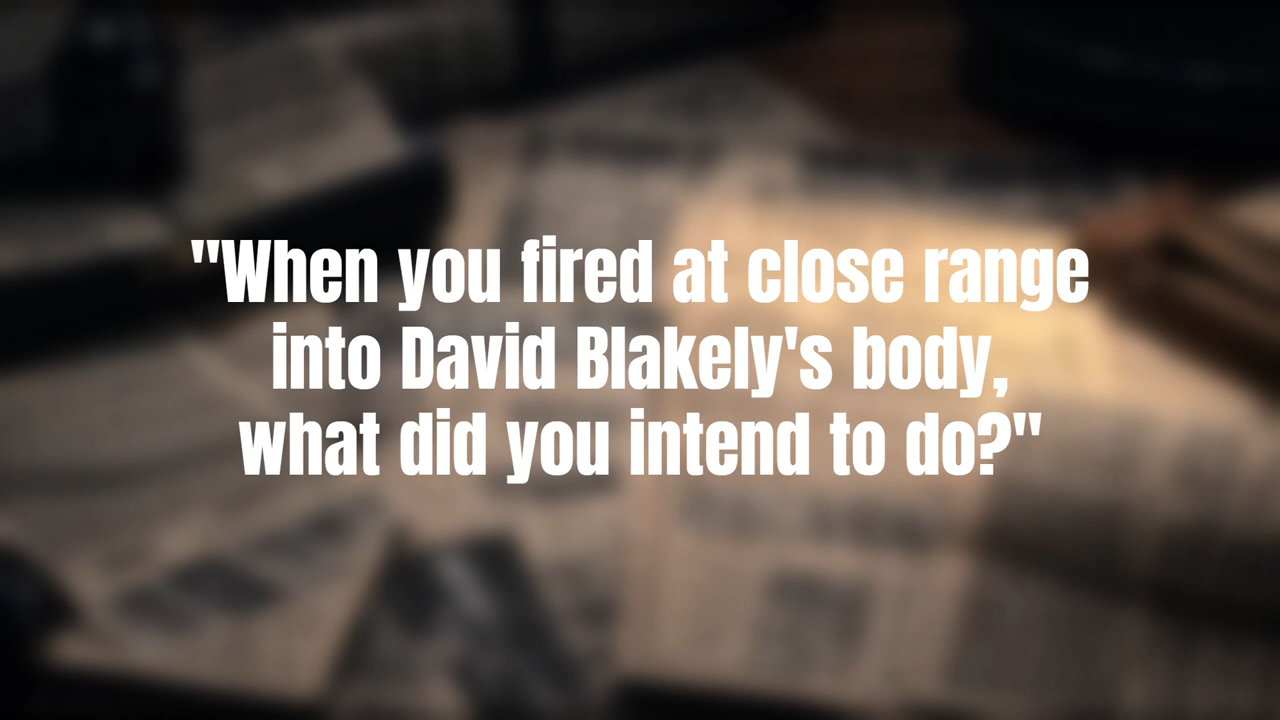 "When you fired at close range
into David Blakely's body,
what did you intend to do?"